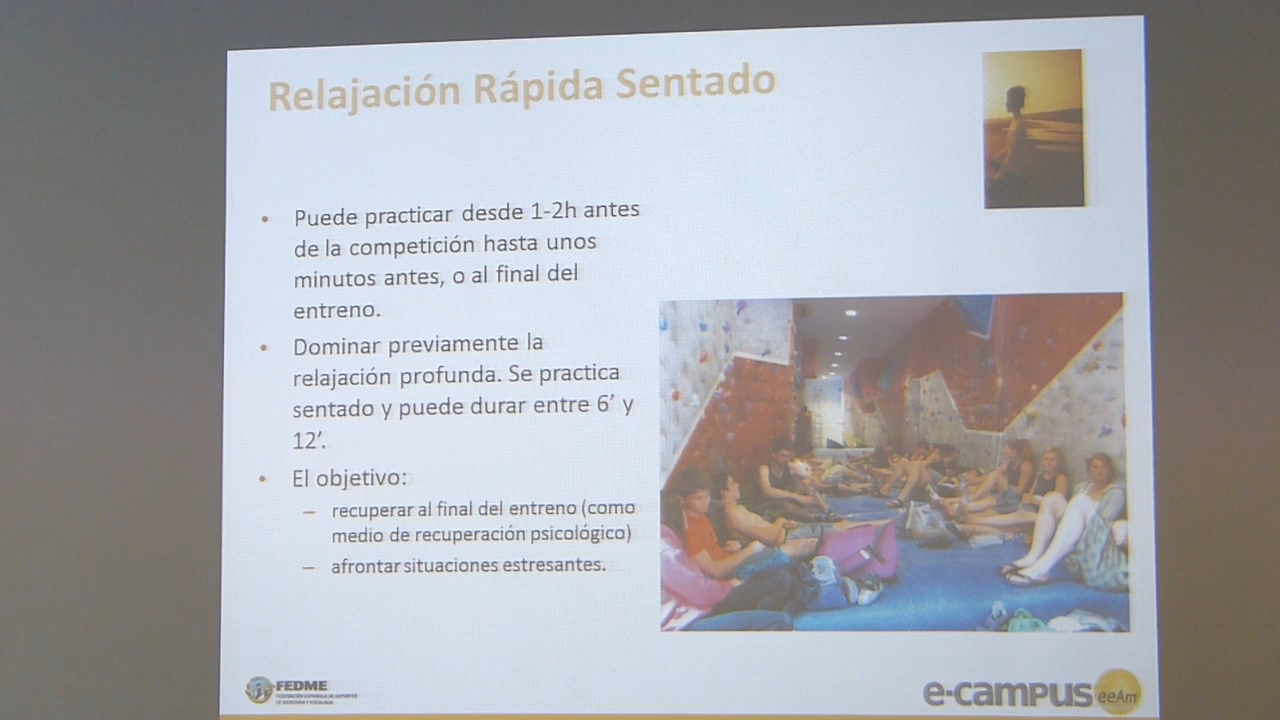 Relajación Rápida Sentado
• Puede practicar desde 1-2h antes
de la competición hasta unos
minutos antes, o al final del
entreno.
• Dominar previamente la
relajación profunda. Se practica
sentado y puede durar entre 6’ y
12’.
• El objetivo:
– recuperar al final del entreno (como
medio de recuperación psicológico)
– afrontar situaciones estresantes.
FEDME
FEDERACIÓN ESPAÑOLA DE DEPORTES
DE MONTAÑA Y ESCALADA
e-campus eeAm